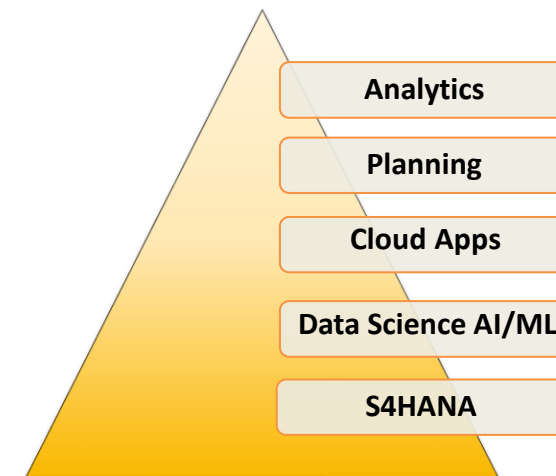 Analytics
Planning
Cloud Apps
Data Science AI/ML
S4HANA